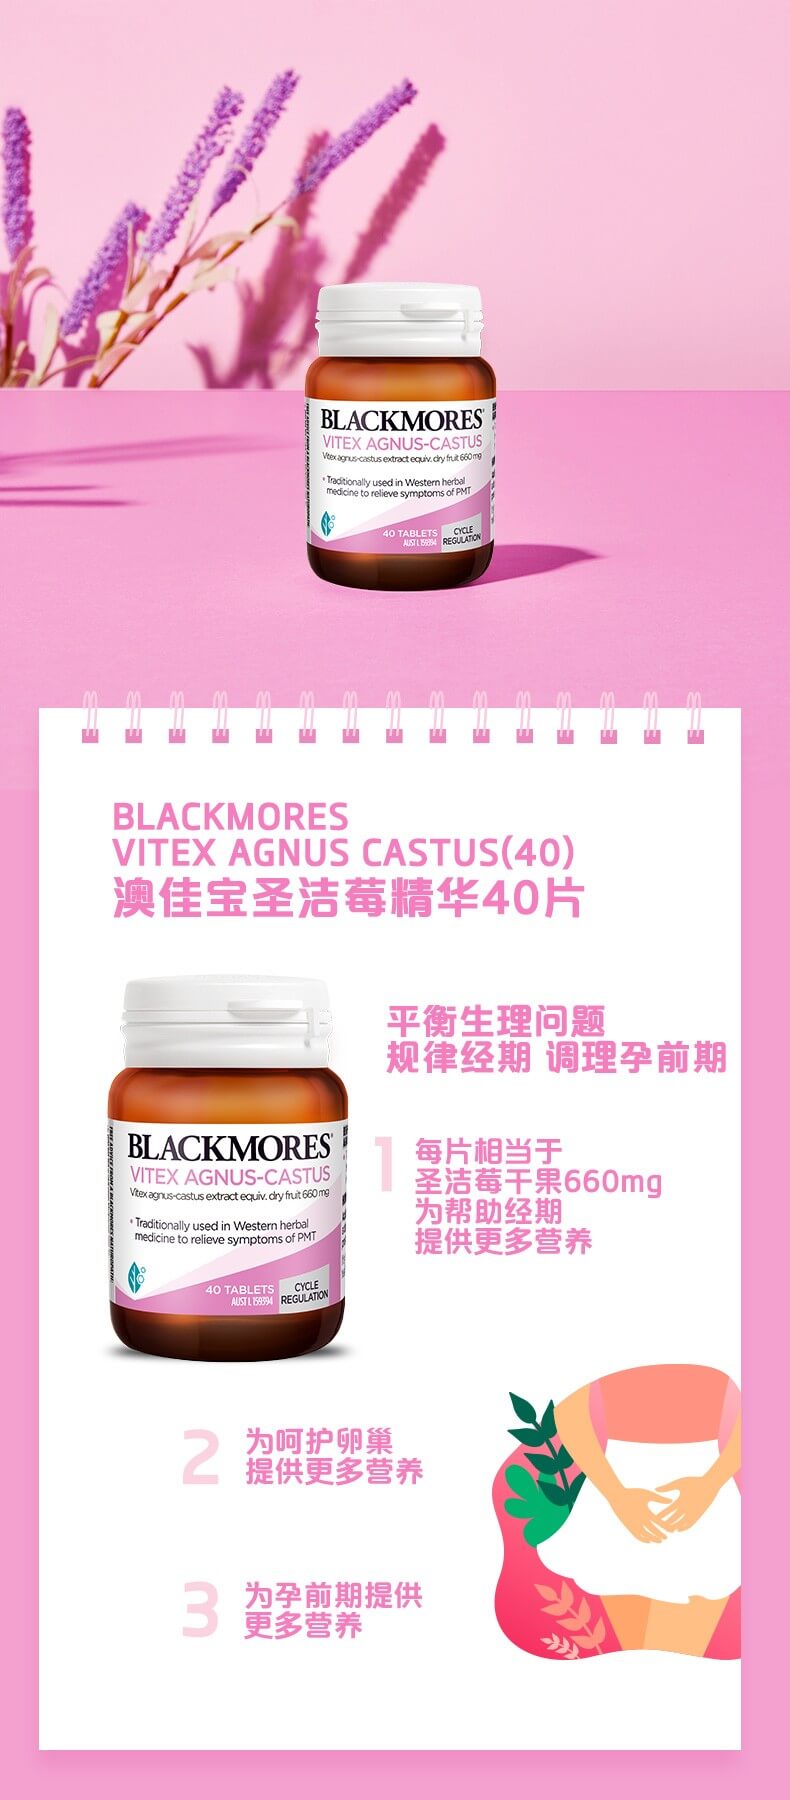 BLACKMORES
VITEX AGNUS-CASTUS
Vitex agnus-castus extract equiv. dry fruit 660 mg
• Traditionally used in Western herbal
medicine to relieve symptoms of PMT
40 TABLETS
AUST L 159394
CYCLE
REGULATION
BLACKMORES
VITEX AGNUS CASTUS(40)
澳佳宝圣洁莓精华40片
平衡生理问题
规律经期 调理孕前期
BLACKMORES®
VITEX AGNUS-CASTUS
Vitex agnus-castus extract equiv. dry fruit 660 mg
• Traditionally used in Western herbal
medicine to relieve symptoms of PMT
40 TABLETS
AUST L 159394
CYCLE
REGULATION
1
每片相当于
圣洁莓干果660mg
为帮助经期
提供更多营养
2
为呵护卵巢
提供更多营养
3
为孕前期提供
更多营养